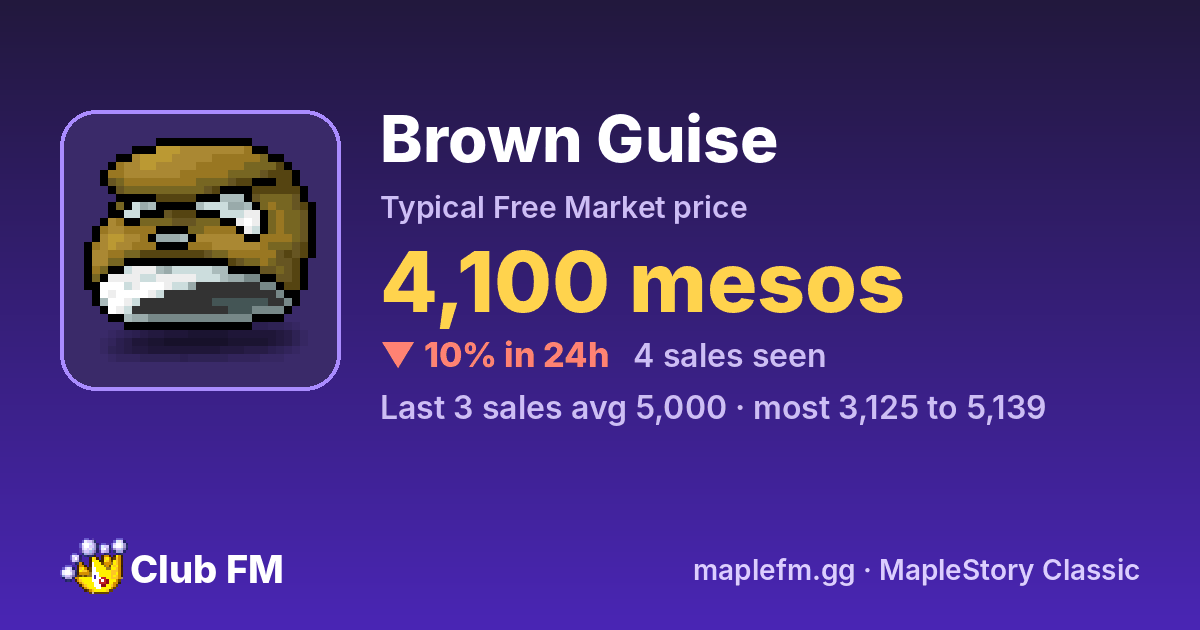 Brown Guise
Typical Free Market price
4,100 mesos
▼ 10% in 24h 4 sales seen
Last 3 sales avg 5,000 · most 3,125 to 5,139
Club FM
maplefm.gg · MapleStory Classic